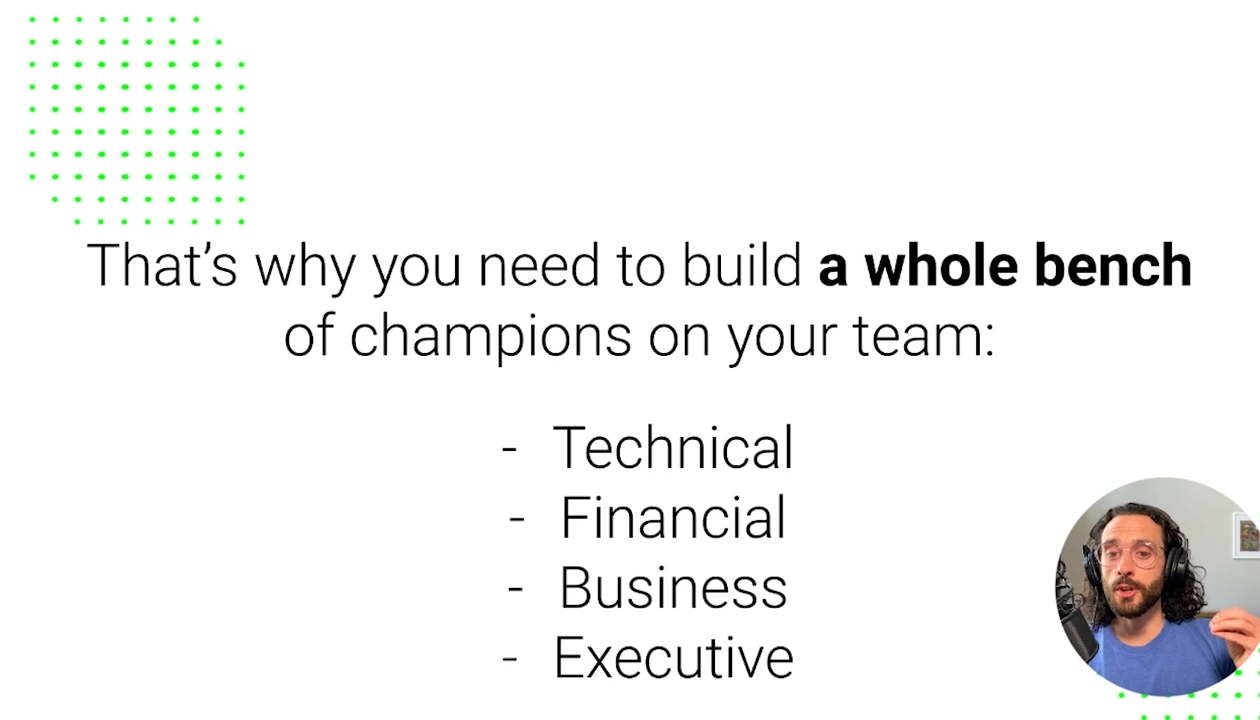 That’s why you need to build a whole bench
of champions on your team:
- Technical
- Financial
- Business
- Executive